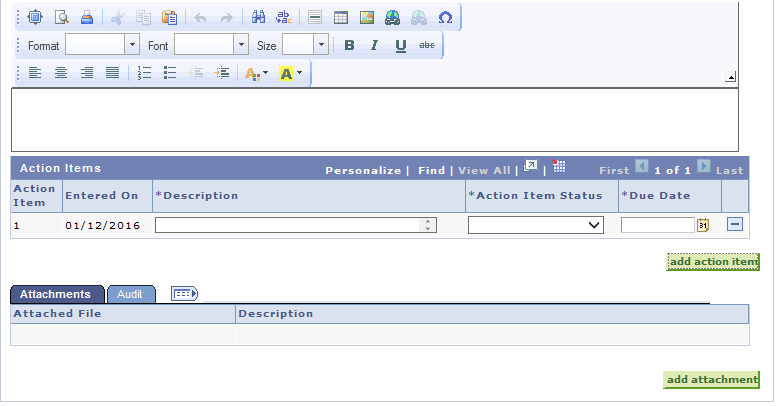 Format Font Size B I U abc
Action Items Personalize | Find | View All | | First 1 of 1 Last
Action Item Entered On *Description *Action Item Status *Due Date
1 01/12/2016 31
add action item
Attachments Audit
Attached File Description
add attachment